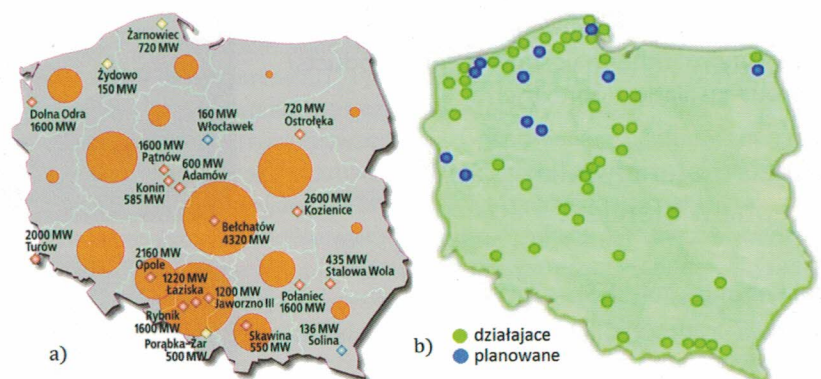 Żarnowiec
720 MW
Żydowo
150 MW
Dolna Odra
1600 MW
160 MW
Włocławek
720 MW
Ostrołęka
1600 MW
Pątnów
600 MW
Adamów
Konin
585 MW
2600 MW
Kozienice
Bełchatów
4320 MW
2000 MW
Turów
2160 MW
Opole
435 MW
Stalowa Wola
1220 MW
Łaziska
1200 MW
Jaworzno III
Połaniec
1600 MW
Rybnik
1600 MW
Skawina
550 MW
136 MW
Solina
Porąbka-Żar
500 MW
a)
b)
działajace
planowane